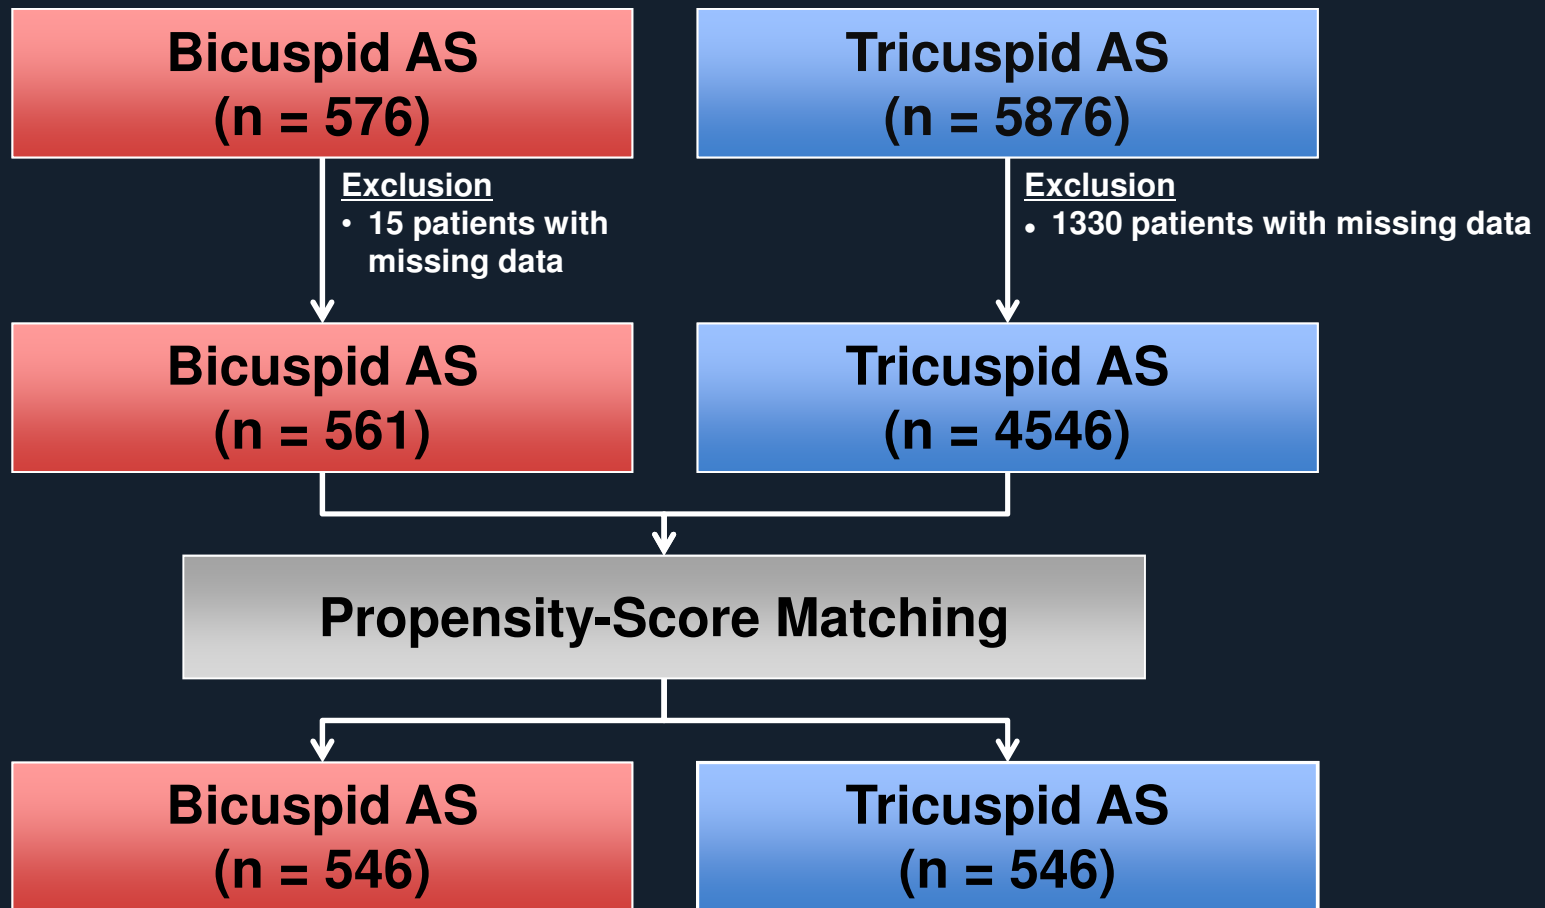 Bicuspid AS
(n = 576)
Tricuspid AS
(n = 5876)
Exclusion
• 15 patients with
missing data
Exclusion
• 1330 patients with missing data
Bicuspid AS
(n = 561)
Tricuspid AS
(n = 4546)
Propensity-Score Matching
Bicuspid AS
(n = 546)
Tricuspid AS
(n = 546)